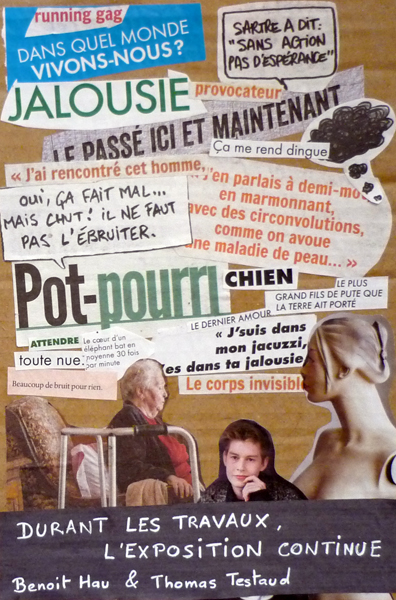 running gag
DANS QUEL MONDE
VIVONS-NOUS ?
SARTRE A DIT:
"SANS ACTION
PAS D'ESPÉRANCE"
JALOUSIE
provocateur
LE PASSÉ ICI ET MAINTENANT
Ça me rend dingue
« J'ai rencontré cet homme,
J'en parlais à demi-mot
en marmonnant,
avec des circonvolutions,
comme on avoue
une maladie de peau... »
OUI, ÇA FAIT MAL...
MAIS CHUT! IL NE FAUT
PAS L'ÉBRUITER.
Pot-pourri
CHIEN
LE PLUS
GRAND FILS DE PUTE QUE
LA TERRE AIT PORTÉ
LE DERNIER AMOUR
ATTENDRE
Le cœur d'un
éléphant bat en
moyenne 30 fois
par minute
toute nue.
« J'suis dans
mon jacuzzi,
t'es dans ta jalousie
Beaucoup de bruit pour rien.
Le corps invisible
DURANT LES TRAVAUX,
L'EXPOSITION CONTINUE
Benoit Hau & Thomas Testaud